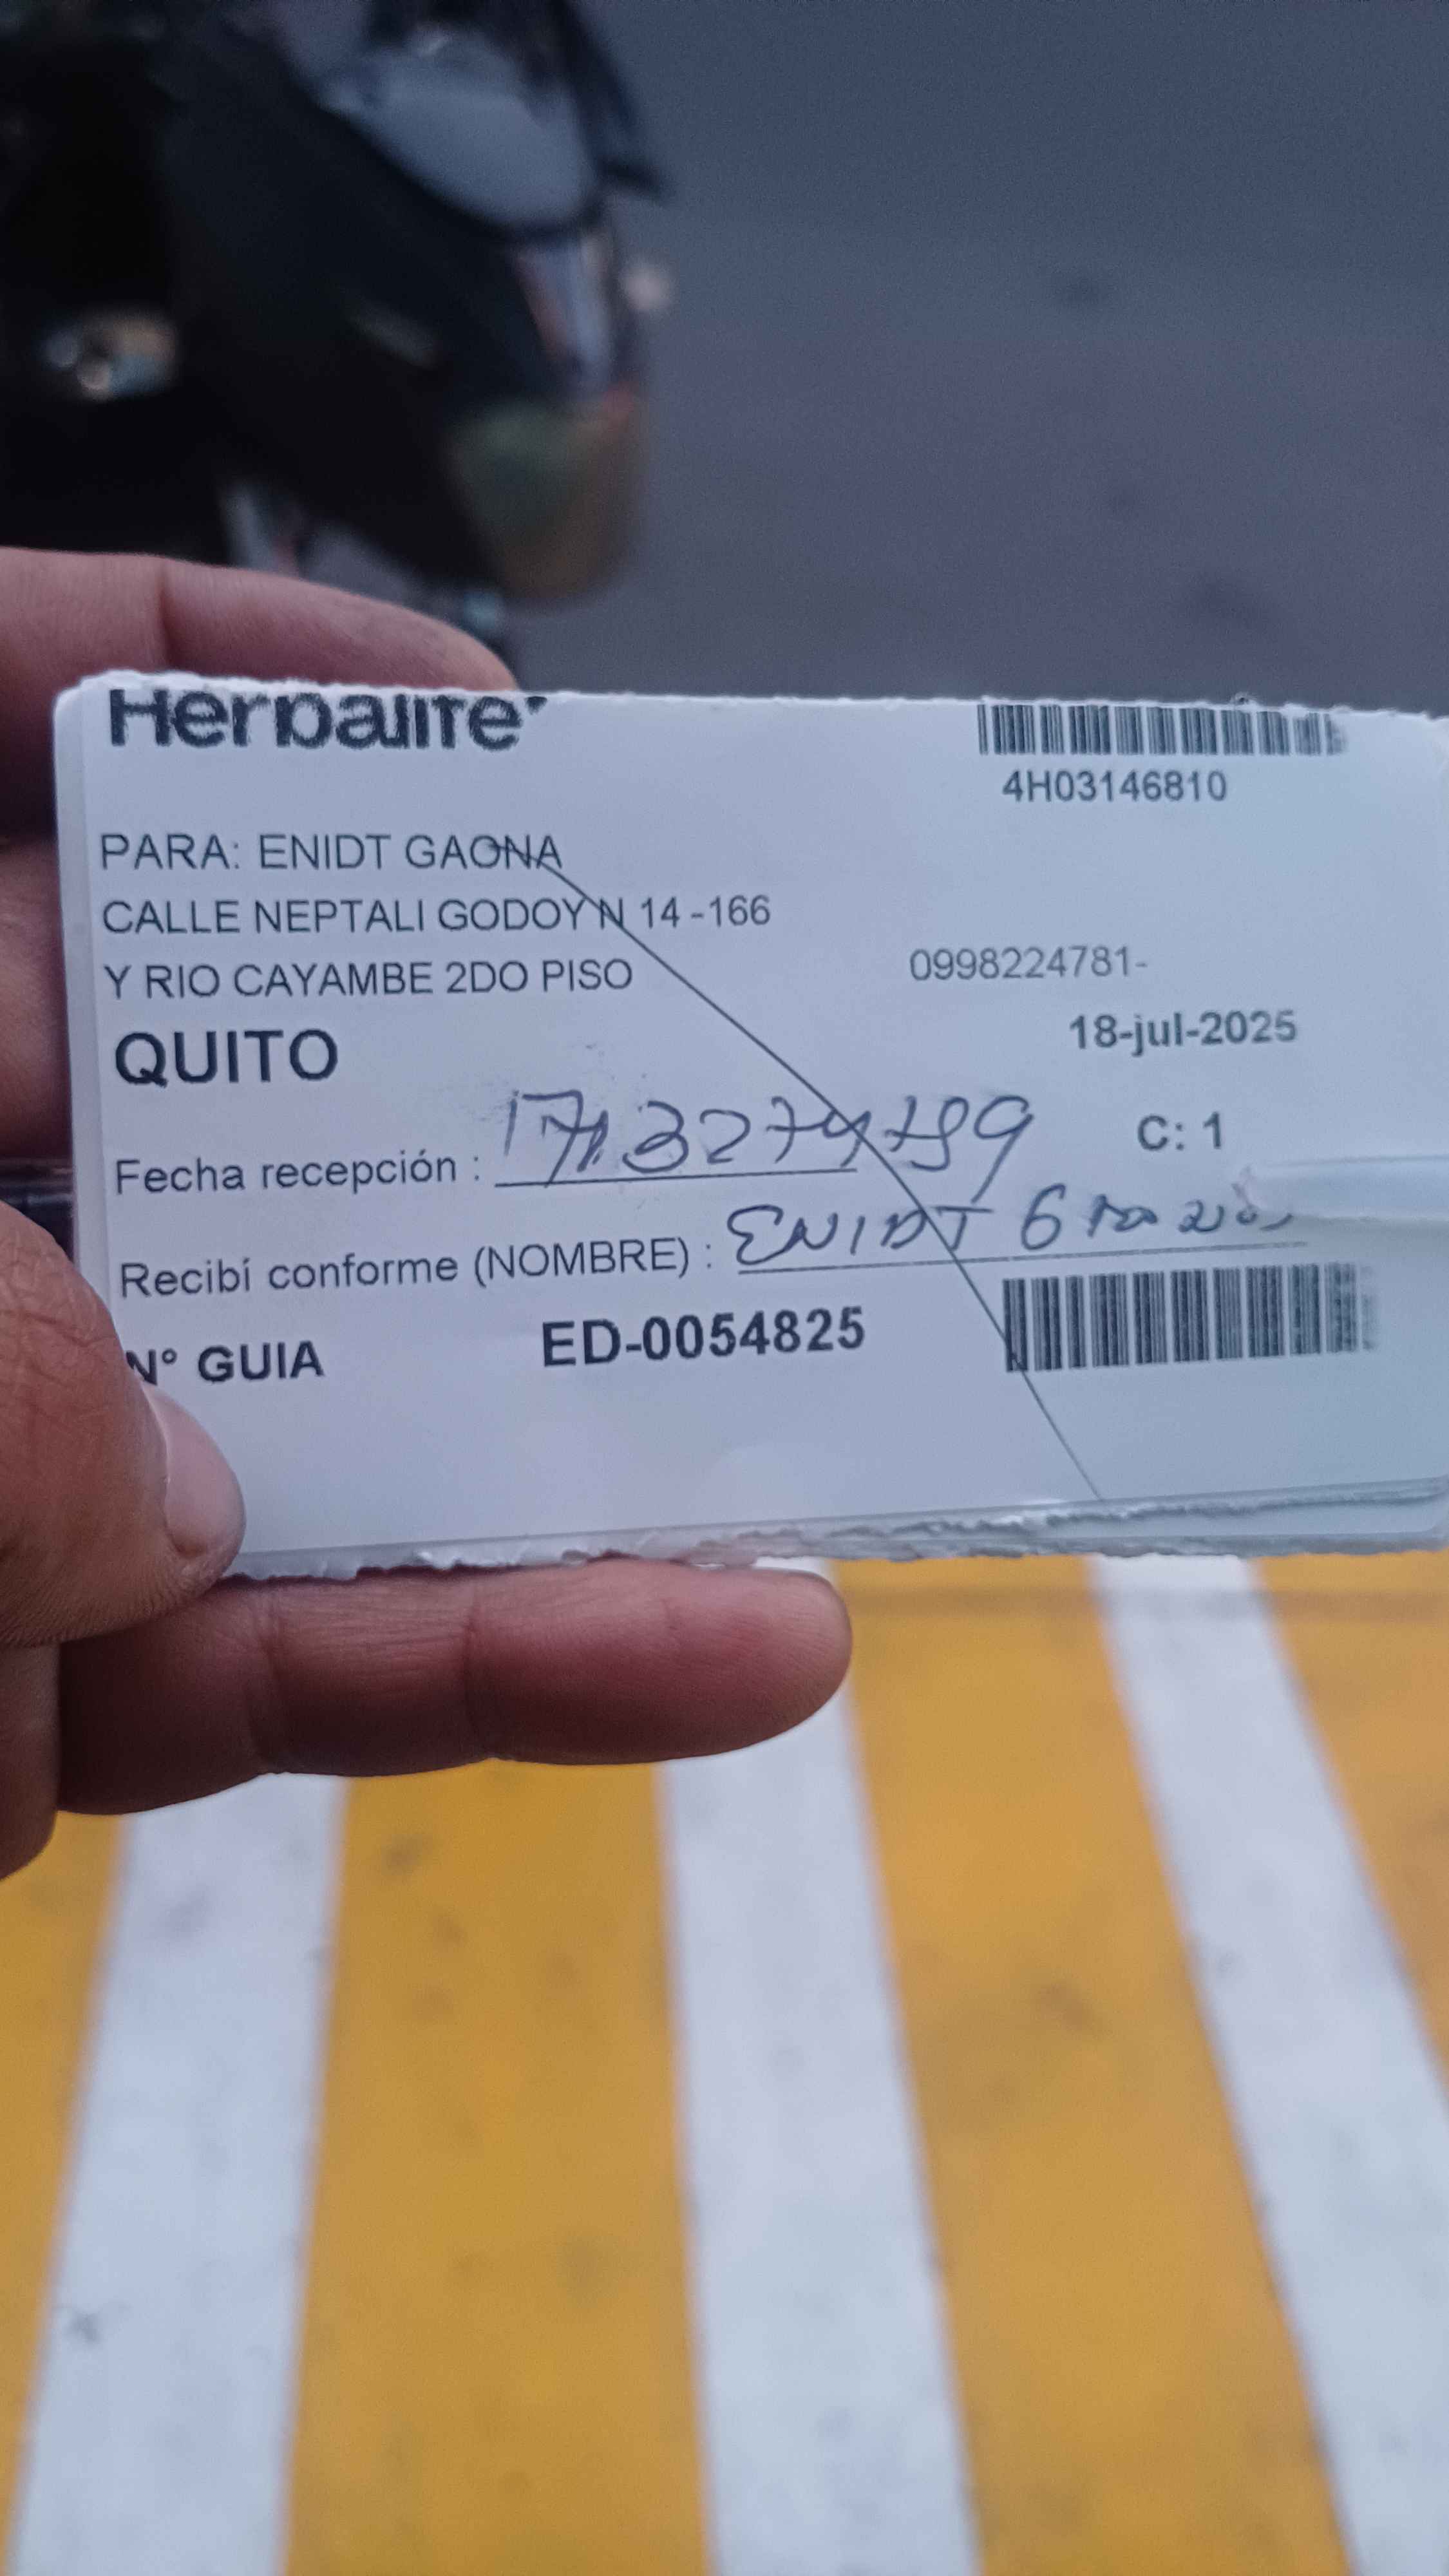 Herbalife
4H03146810
PARA: ENIDT GAONA
CALLE NEPTALI GODOY N 14 -166
Y RIO CAYAMBE 2DO PISO
0998224781-
QUITO
18-jul-2025
C: 1
Fecha recepción :
Recibí conforme (NOMBRE) : ENIDT
N° GUIA ED-0054825